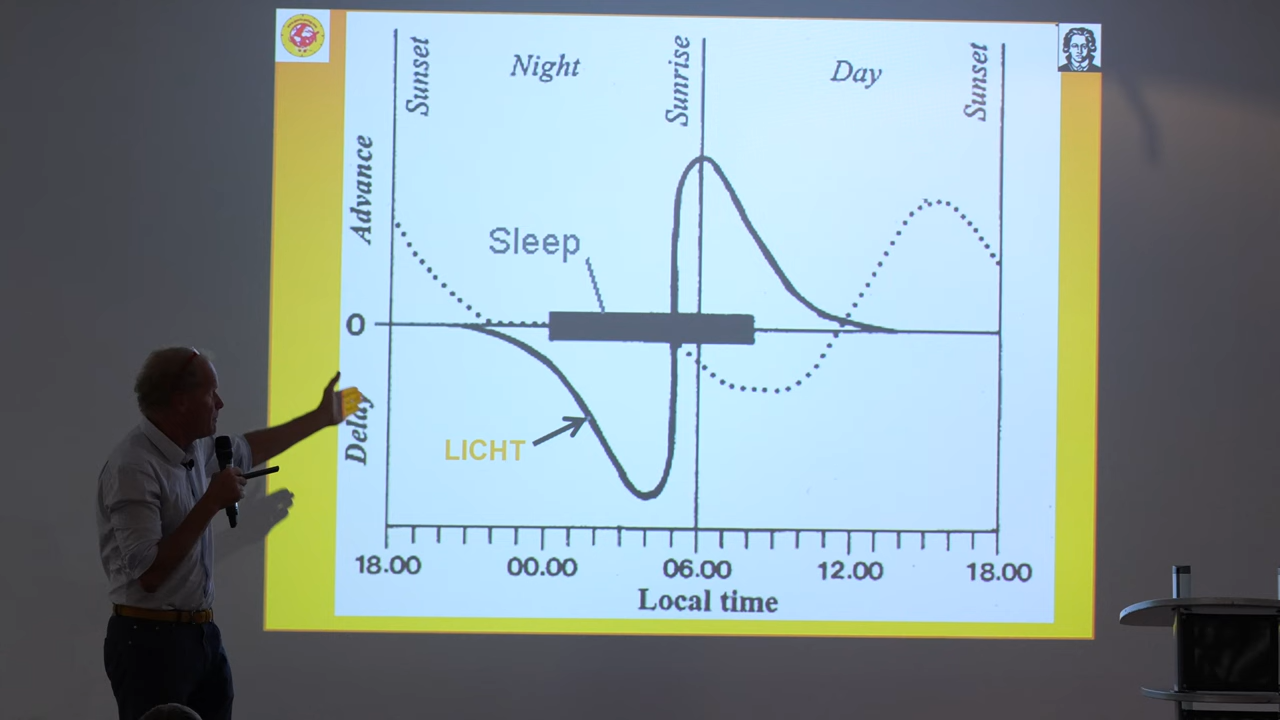 Sunset
Night
Sunrise
Day
Sunset
Advance
Sleep
0
Delay
LICHT
18.00
00.00
06.00
12.00
18.00
Local time